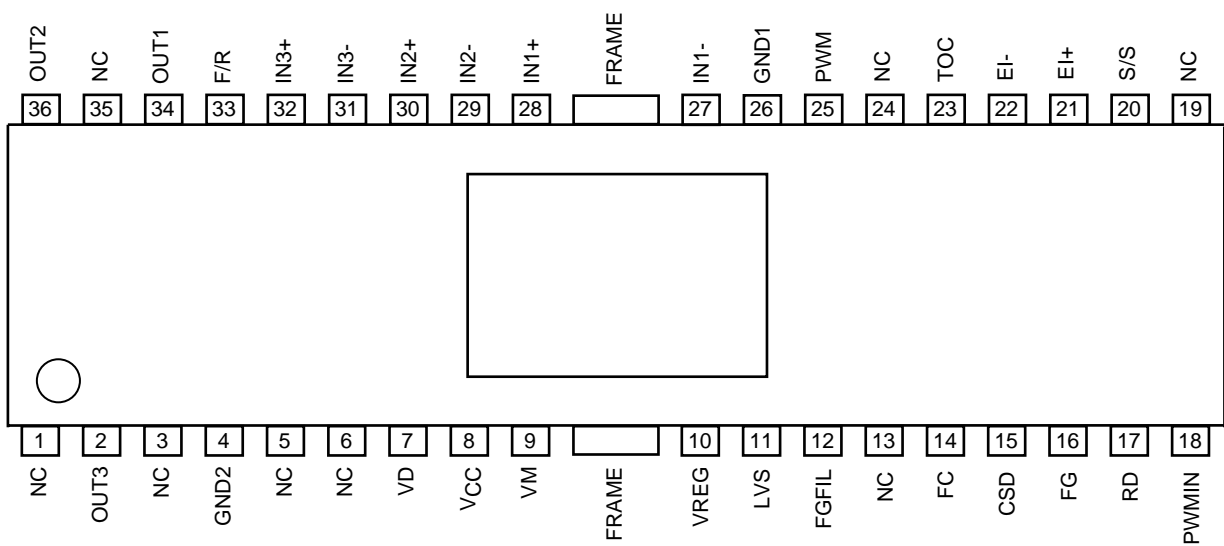 OUT2 NC OUT1 F/R IN3+ IN3- IN2+ IN2- IN1+ FRAME IN1- GND1 PWM NC TOC EI- EI+ S/S NC
36 35 34 33 32 31 30 29 28 27 26 25 24 23 22 21 20 19
1 2 3 4 5 6 7 8 9 10 11 12 13 14 15 16 17 18
NC OUT3 NC GND2 NC NC VD VCC VM FRAME VREG LVS FGFIL NC FC CSD FG RD PWMIN